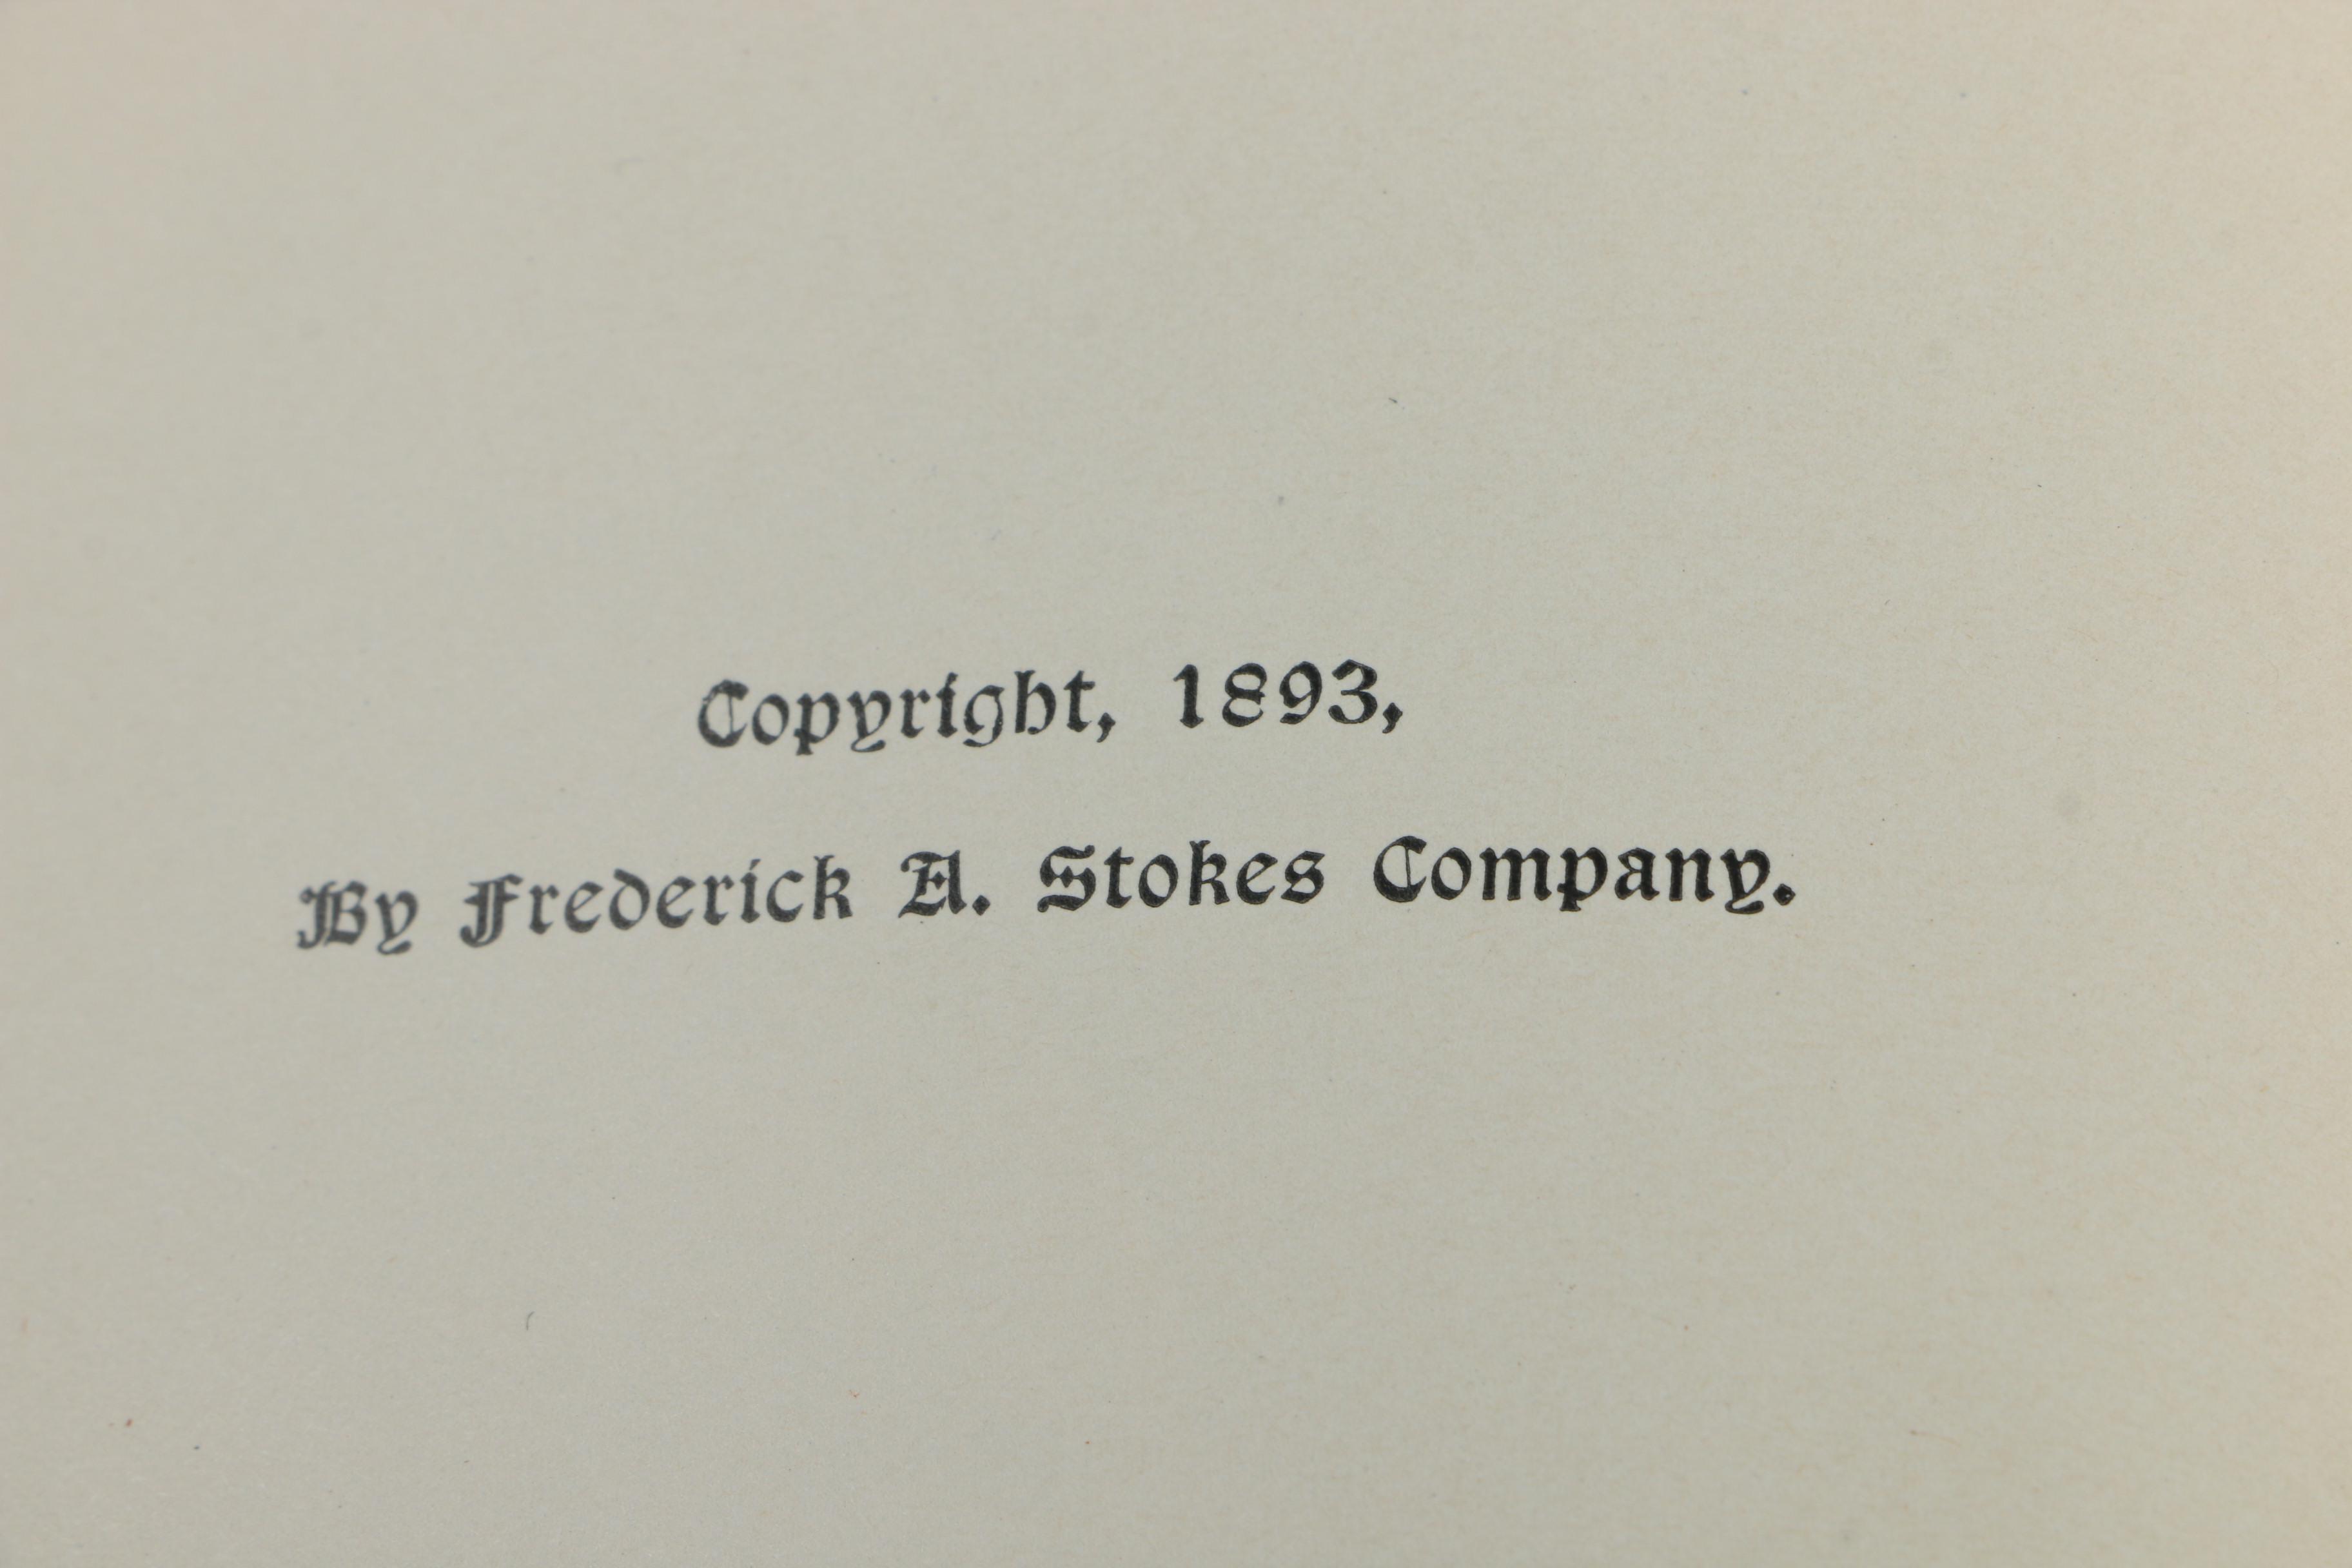 Copyright, 1893,
By Frederick A. Stokes Company.